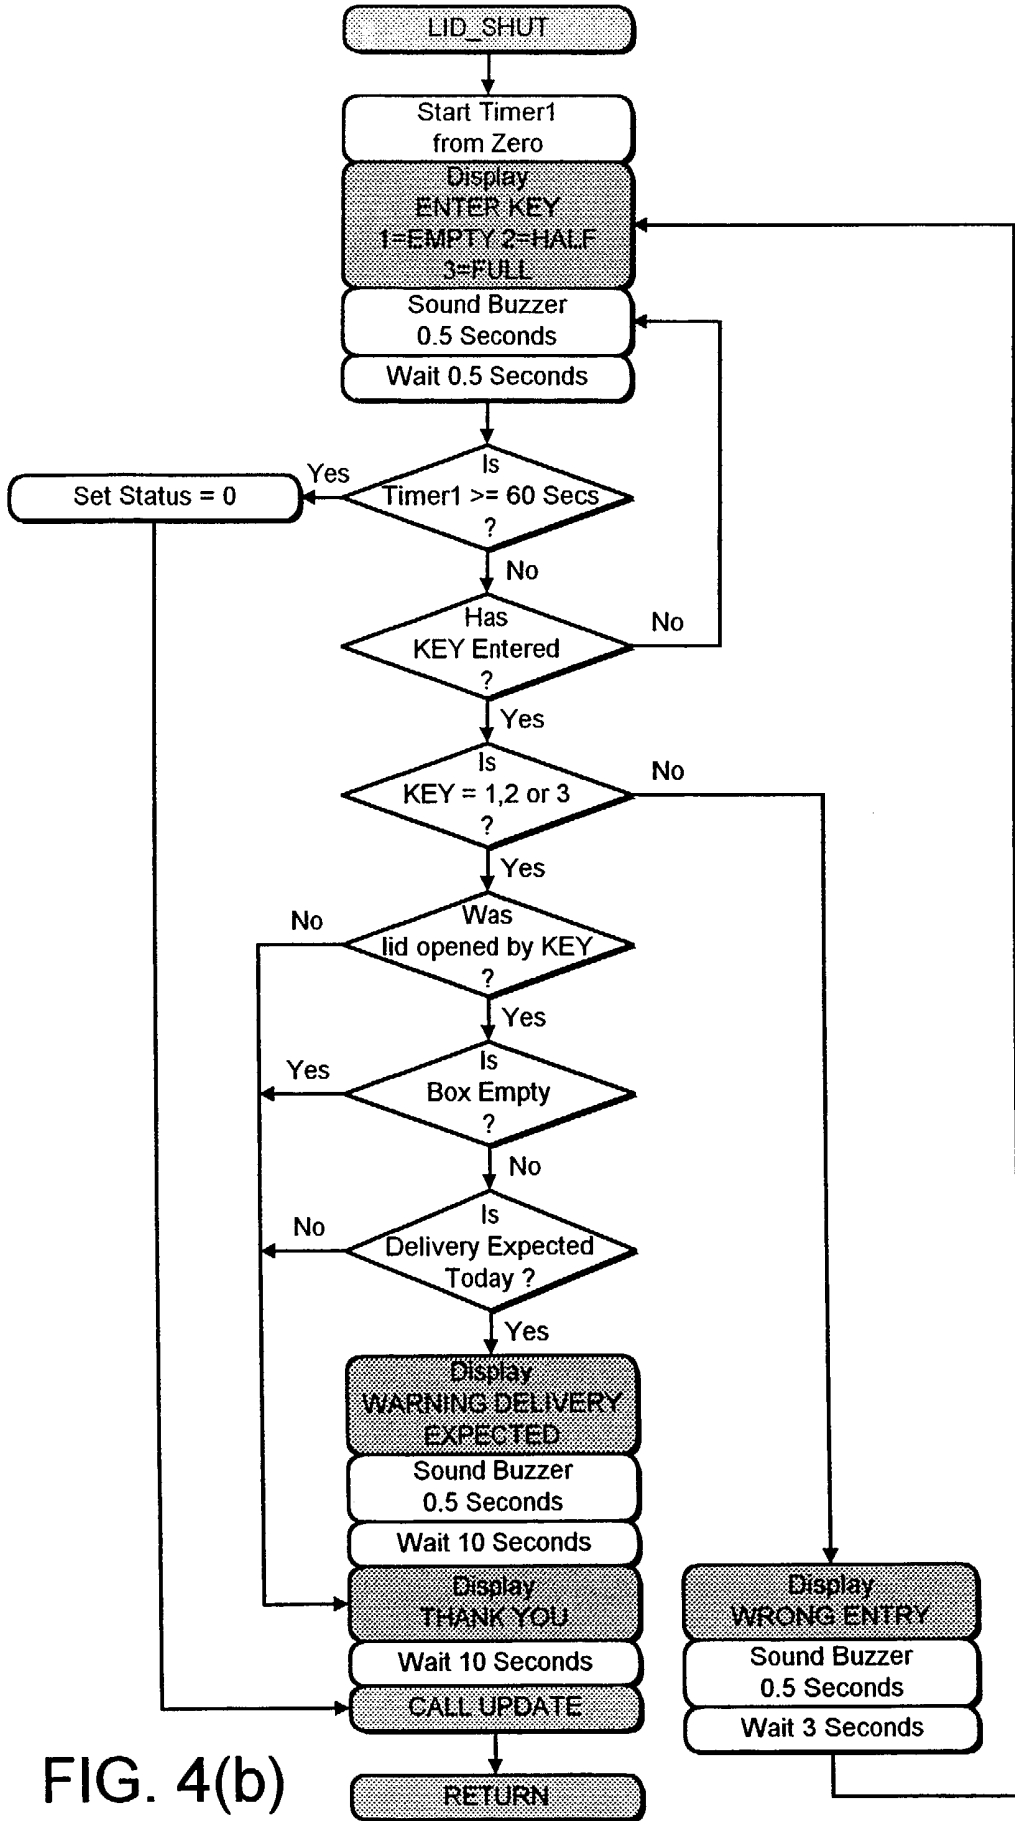 LID_SHUT
Start Timer1
from Zero
Display
ENTER KEY
1=EMPTY 2=HALF
3=FULL
Sound Buzzer
0.5 Seconds
Wait 0.5 Seconds
Is
Timer1 >= 60 Secs
?
Yes
Set Status = 0
No
Has
KEY Entered
?
No
Yes
Is
KEY = 1,2 or 3
?
No
Yes
Was
lid opened by KEY
?
No
Yes
Is
Box Empty
?
Yes
No
Is
Delivery Expected
Today ?
No
Yes
Display
WARNING DELIVERY
EXPECTED
Sound Buzzer
0.5 Seconds
Wait 10 Seconds
Display
THANK YOU
Wait 10 Seconds
CALL UPDATE
RETURN
Display
WRONG ENTRY
Sound Buzzer
0.5 Seconds
Wait 3 Seconds
FIG. 4(b)